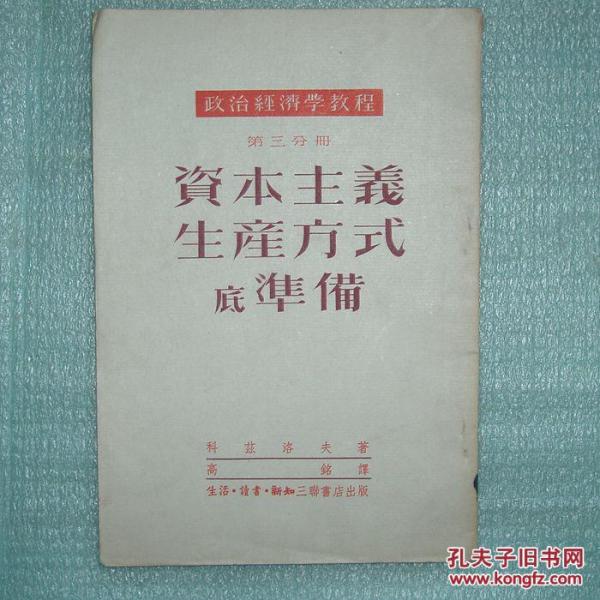 政治經濟學教程
第三分冊
資本主義
生産方式
底準備
科茲洛夫著
高銘譯
生活·讀書·新知三聯書店出版
孔夫子旧书网
www.kongfz.com